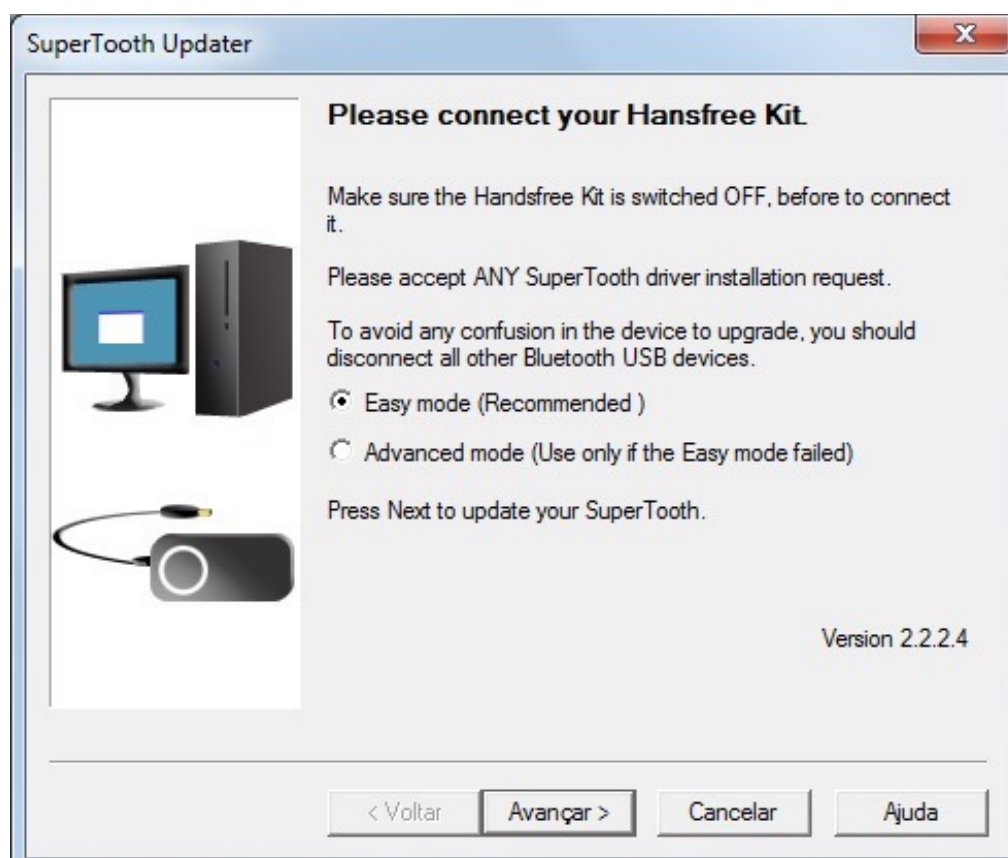 SuperTooth Updater
Please connect your Hansfree Kit.
Make sure the Handsfree Kit is switched OFF, before to connect
it.
Please accept ANY SuperTooth driver installation request.
To avoid any confusion in the device to upgrade, you should
disconnect all other Bluetooth USB devices.
Easy mode (Recommended )
Advanced mode (Use only if the Easy mode failed)
Press Next to update your SuperTooth.
Version 2.2.2.4
< Voltar
Avançar >
Cancelar
Ajuda